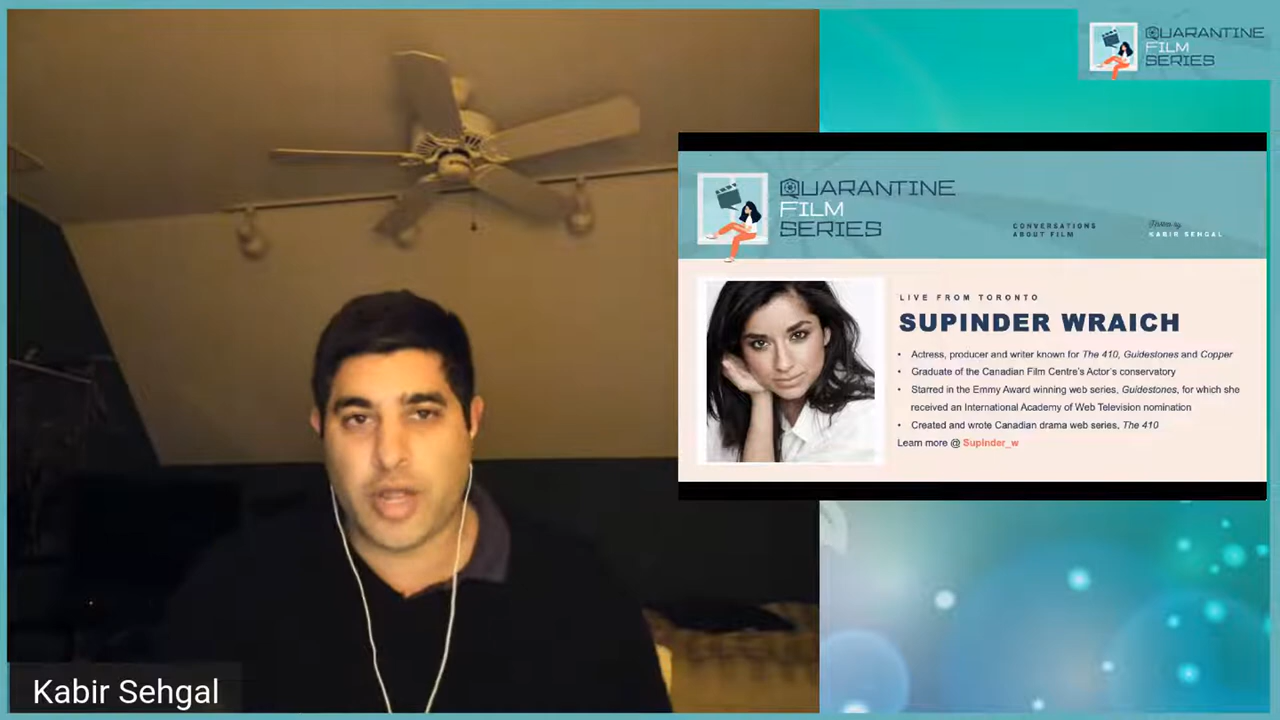 QUARANTINE
FILM
SERIES
QUARANTINE
FILM
SERIES
CONVERSATIONS
ABOUT FILM
by
KABIR SEHGAL
LIVE FROM TORONTO
SUPINDER WRAICH
• Actress, producer and writer known for The 410, Guidestones and Copper
• Graduate of the Canadian Film Centre's Actor's conservatory
• Starred in the Emmy Award winning web series, Guidestones, for which she
received an International Academy of Web Television nomination
• Created and wrote Canadian drama web series, The 410
Learn more @ Supinder_w
Kabir Sehgal